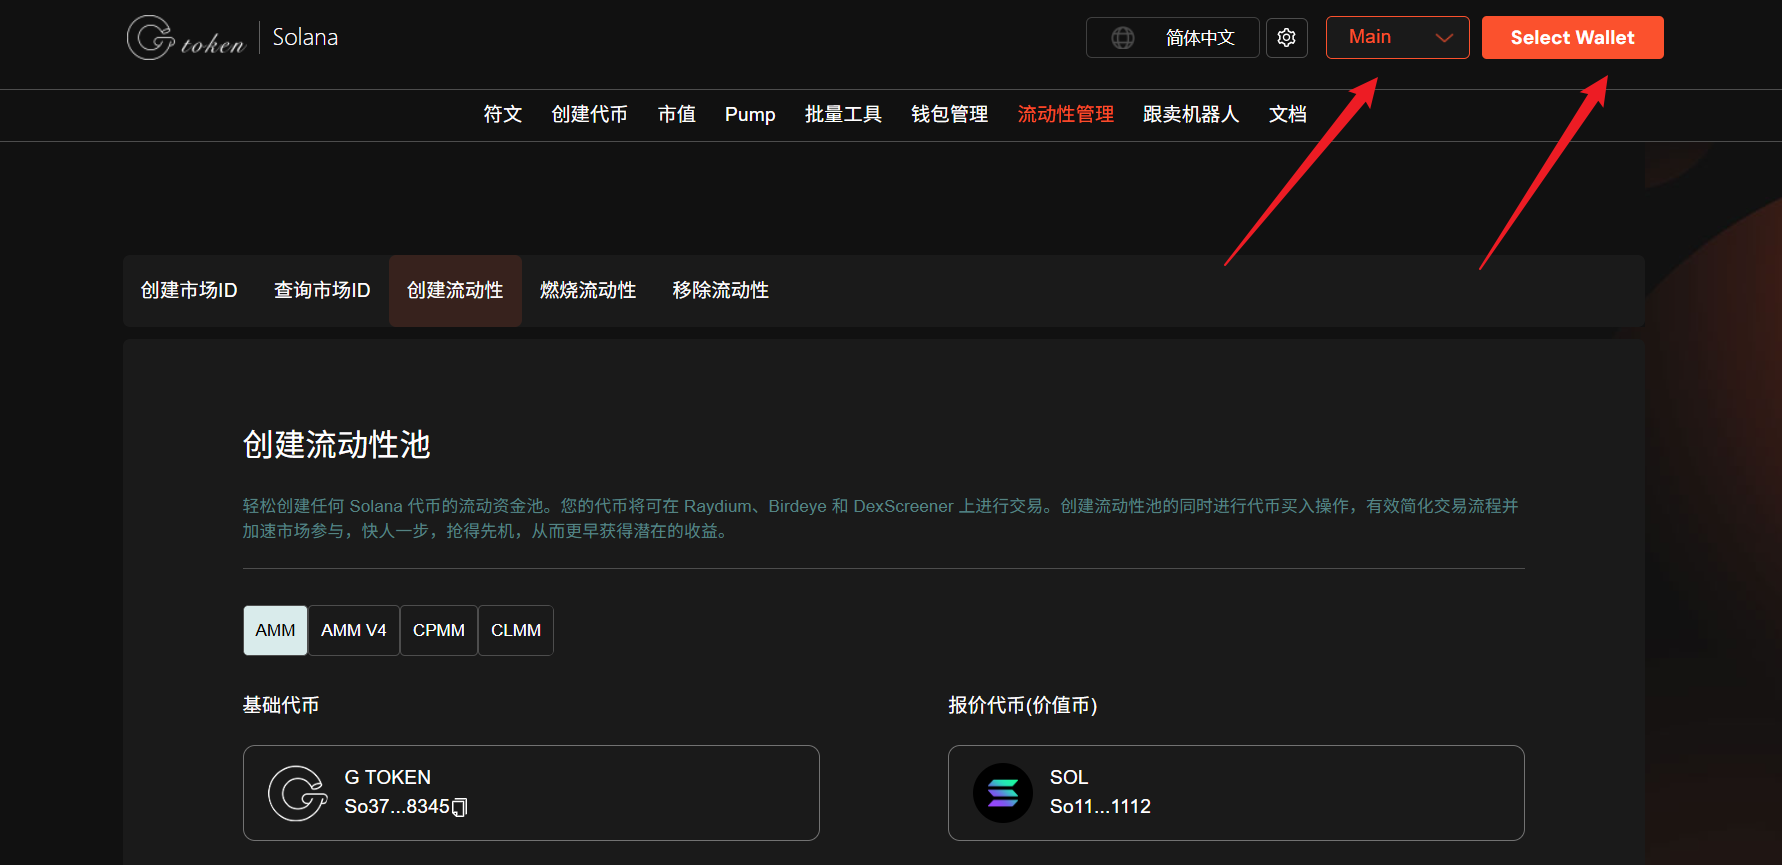 G token Solana
简体中文
Main
Select Wallet
符文 创建代币 市值 Pump 批量工具 钱包管理 流动性管理 跟卖机器人 文档
创建市场ID 查询市场ID 创建流动性 燃烧流动性 移除流动性
创建流动性池
轻松创建任何 Solana 代币的流动资金池。您的代币将可在 Raydium、Birdeye 和 DexScreener 上进行交易。创建流动性池的同时进行代币买入操作，有效简化交易流程并
加速市场参与，快人一步，抢得先机，从而更早获得潜在的收益。
AMM AMM V4 CPMM CLMM
基础代币
G TOKEN
So37...8345
报价代币(价值币)
SOL
So11...1112